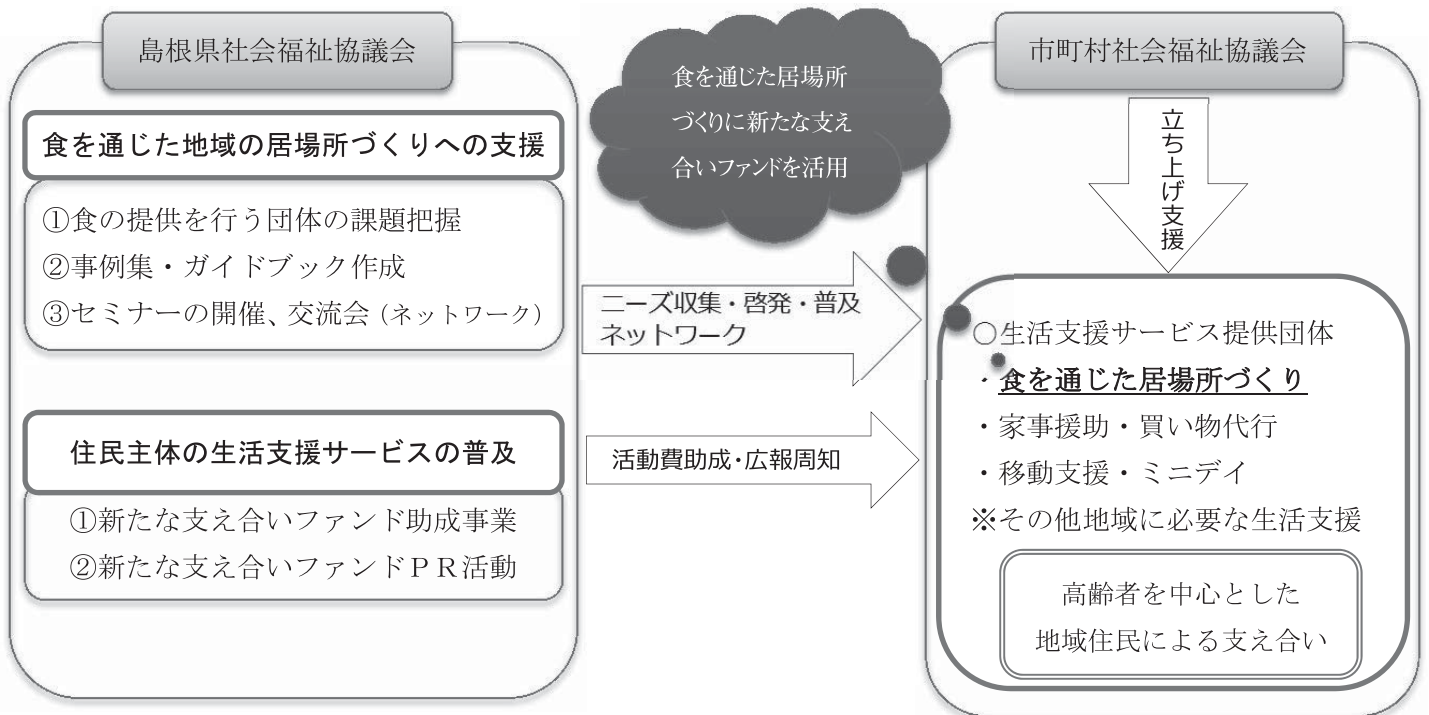 島根県社会福祉協議会
食を通じた地域の居場所づくりへの支援
①食の提供を行う団体の課題把握
②事例集・ガイドブック作成
③セミナーの開催、交流会（ネットワーク）
住民主体の生活支援サービスの普及
①新たな支え合いファンド助成事業
②新たな支え合いファンドＰＲ活動
食を通じた居場所
づくりに新たな支え
合いファンドを活用
ニーズ収集・啓発・普及
ネットワーク
活動費助成・広報周知
市町村社会福祉協議会
立ち上げ支援
○生活支援サービス提供団体
・食を通じた居場所づくり
・家事援助・買い物代行
・移動支援・ミニデイ
※その他地域に必要な生活支援
高齢者を中心とした
地域住民による支え合い